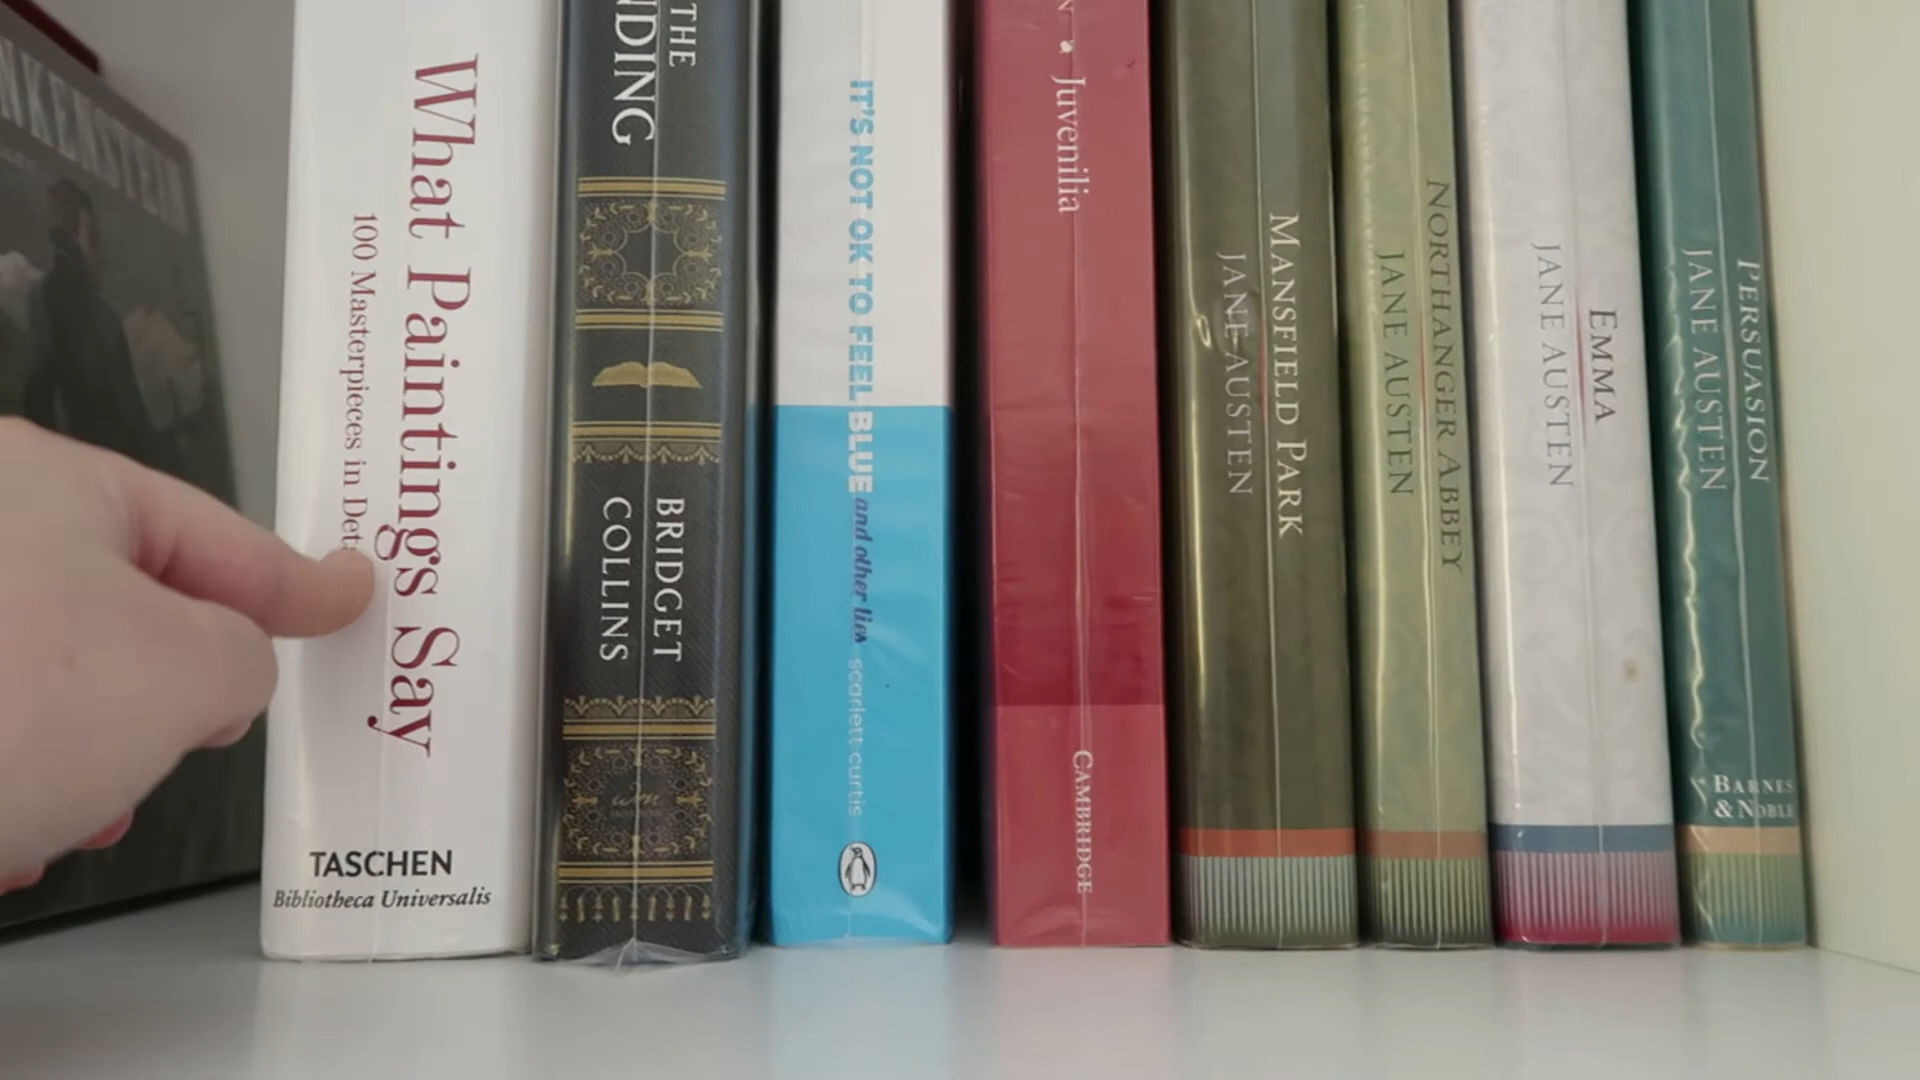 NKENSTEIN
What Paintings Say
100 Masterpieces in Deta
TASCHEN
Bibliotheca Universalis
THE
NDING
BRIDGET
COLLINS
IT'S NOT OK TO FEEL BLUE and other lies scarlett curtis
N Juvenilia
CAMBRIDGE
MANSFIELD PARK
JANE AUSTEN
NORTHANGER ABBEY
JANE AUSTEN
EMMA
JANE AUSTEN
PERSUASION
JANE AUSTEN
BARNES
&NOBLE